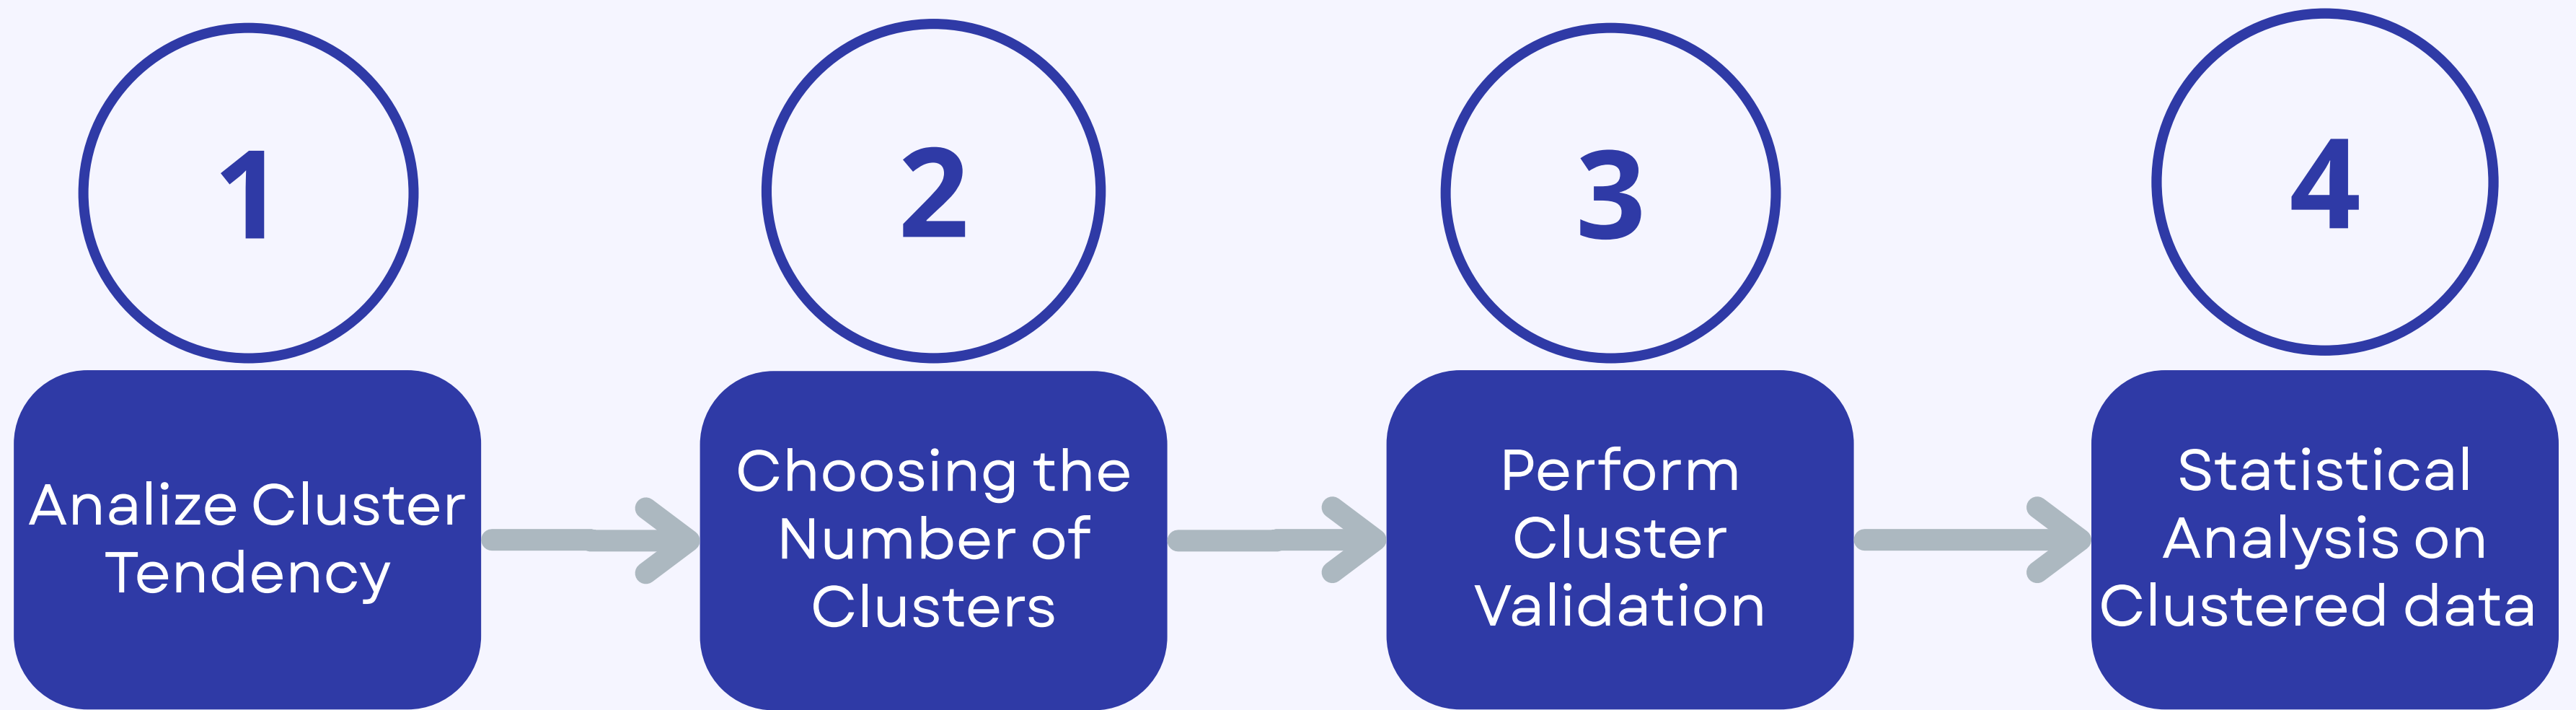 1
Analize Cluster
Tendency
2
Choosing the
Number of
Clusters
3
Perform
Cluster
Validation
4
Statistical
Analysis on
Clustered data